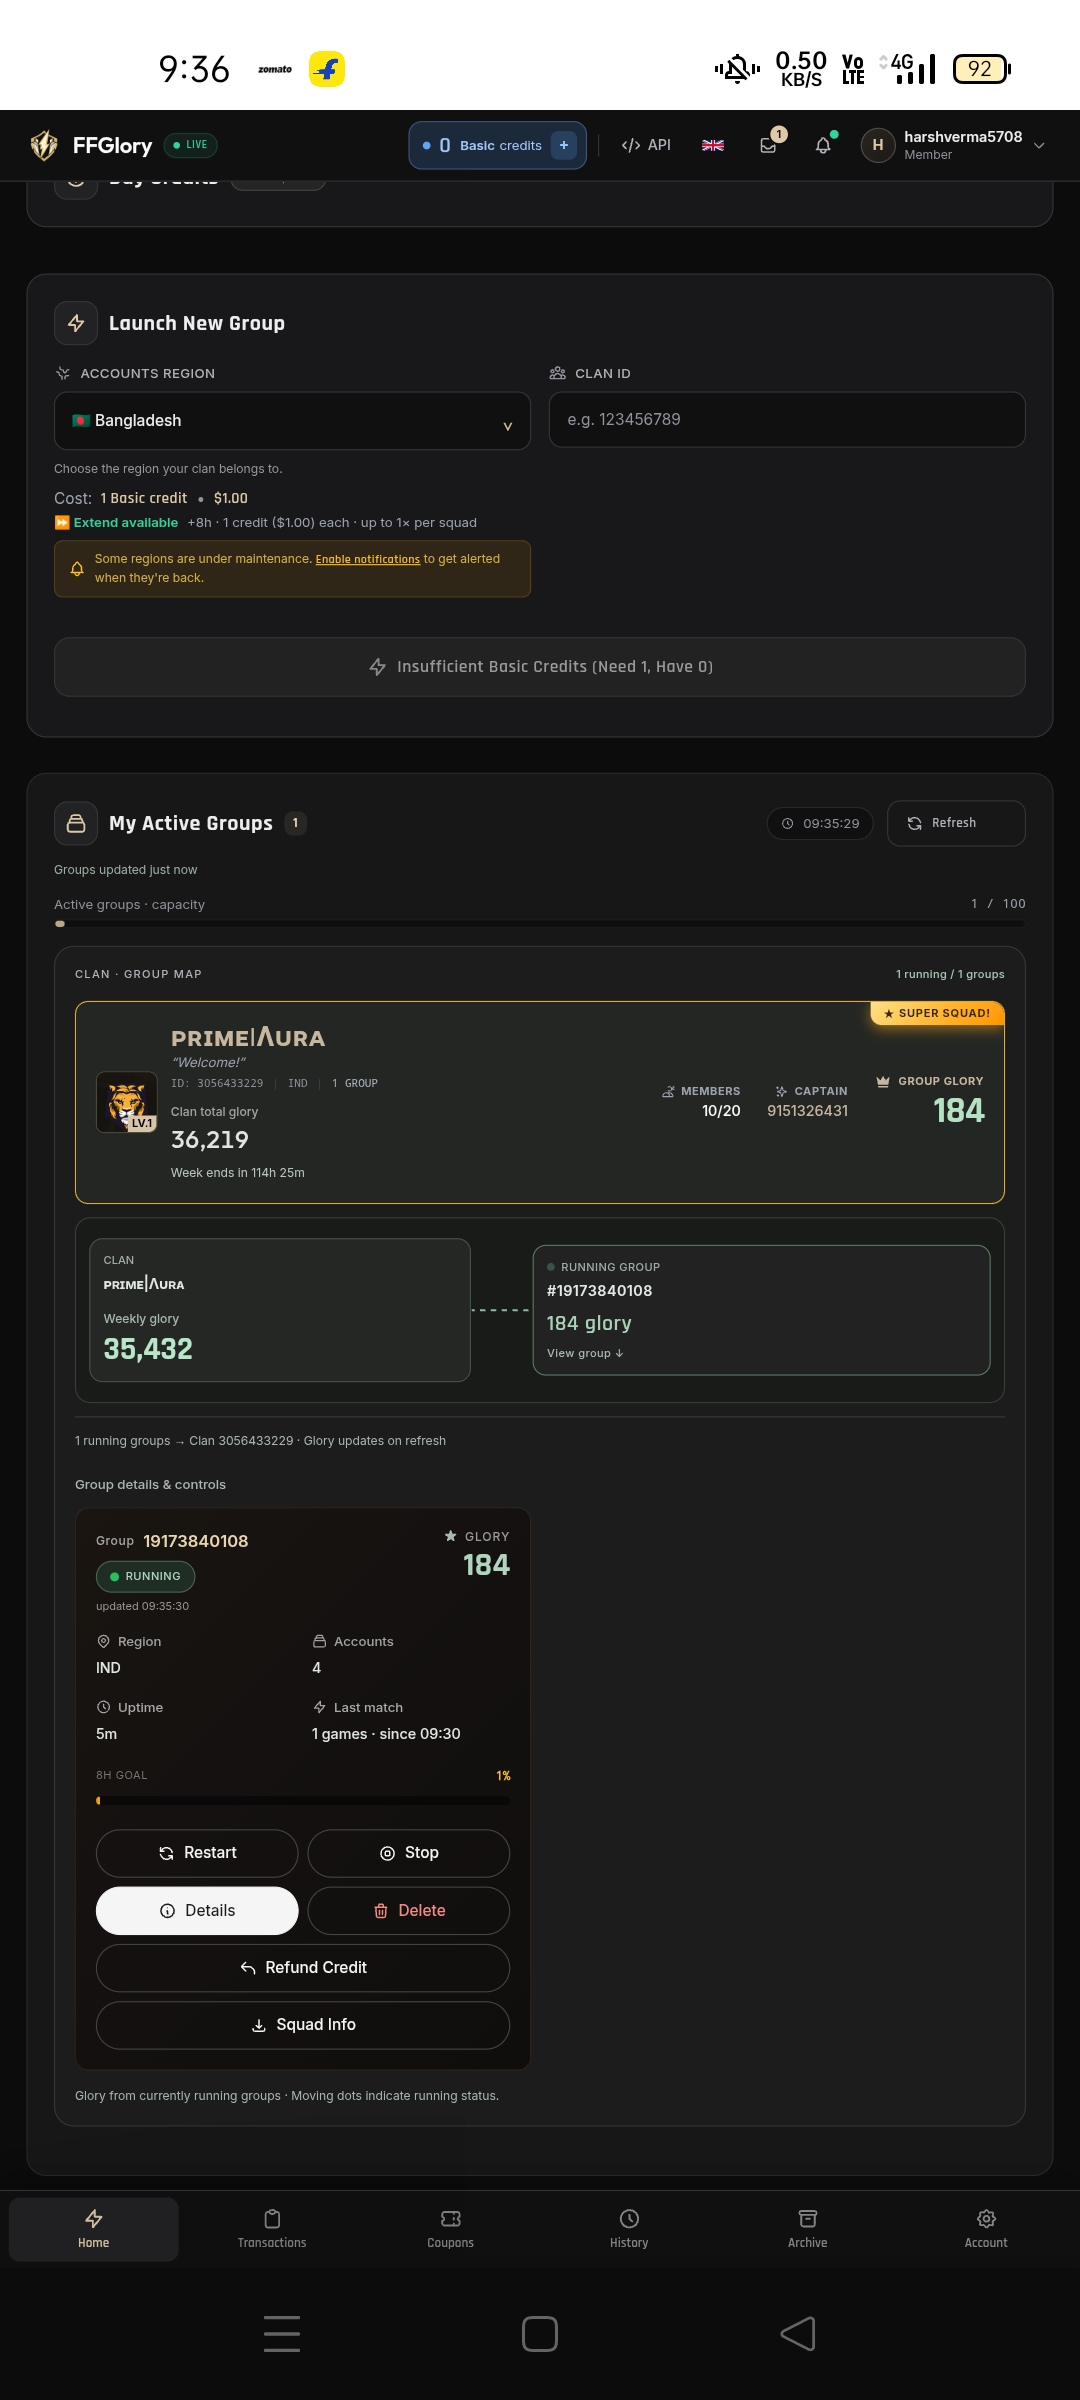 9:36 zomato 0.50 KB/S Vo LTE 4G 92
FFGlory LIVE 0 Basic credits + API 1 H harshverma5708
Member
Buy Credits
Launch New Group
ACCOUNTS REGION CLAN ID
Bangladesh e.g. 123456789
Choose the region your clan belongs to.
Cost: 1 Basic credit • $1.00
Extend available +8h · 1 credit ($1.00) each · up to 1× per squad
Some regions are under maintenance. Enable notifications to get alerted
when they're back.
Insufficient Basic Credits (Need 1, Have 0)
My Active Groups 1 09:35:29 Refresh
Groups updated just now
Active groups · capacity 1 / 100
CLAN · GROUP MAP 1 running / 1 groups
★ SUPER SQUAD!
ᴘʀɪᴍᴇ|Λᴜʀᴀ
“Welcome!”
ID: 3056433229 | IND | 1 GROUP
LV.1
Clan total glory
36,219
Week ends in 114h 25m
MEMBERS
10/20
CAPTAIN
9151326431
GROUP GLORY
184
CLAN
ᴘʀɪᴍᴇ|Λᴜʀᴀ
Weekly glory
35,432
RUNNING GROUP
#19173840108
184 glory
View group ↓
1 running groups → Clan 3056433229 · Glory updates on refresh
Group details & controls
Group 19173840108 ★ GLORY
184
RUNNING
updated 09:35:30
Region Accounts
IND 4
Uptime Last match
5m 1 games · since 09:30
8H GOAL 1%
Restart Stop
Details Delete
Refund Credit
Squad Info
Glory from currently running groups · Moving dots indicate running status.
Home Transactions Coupons History Archive Account